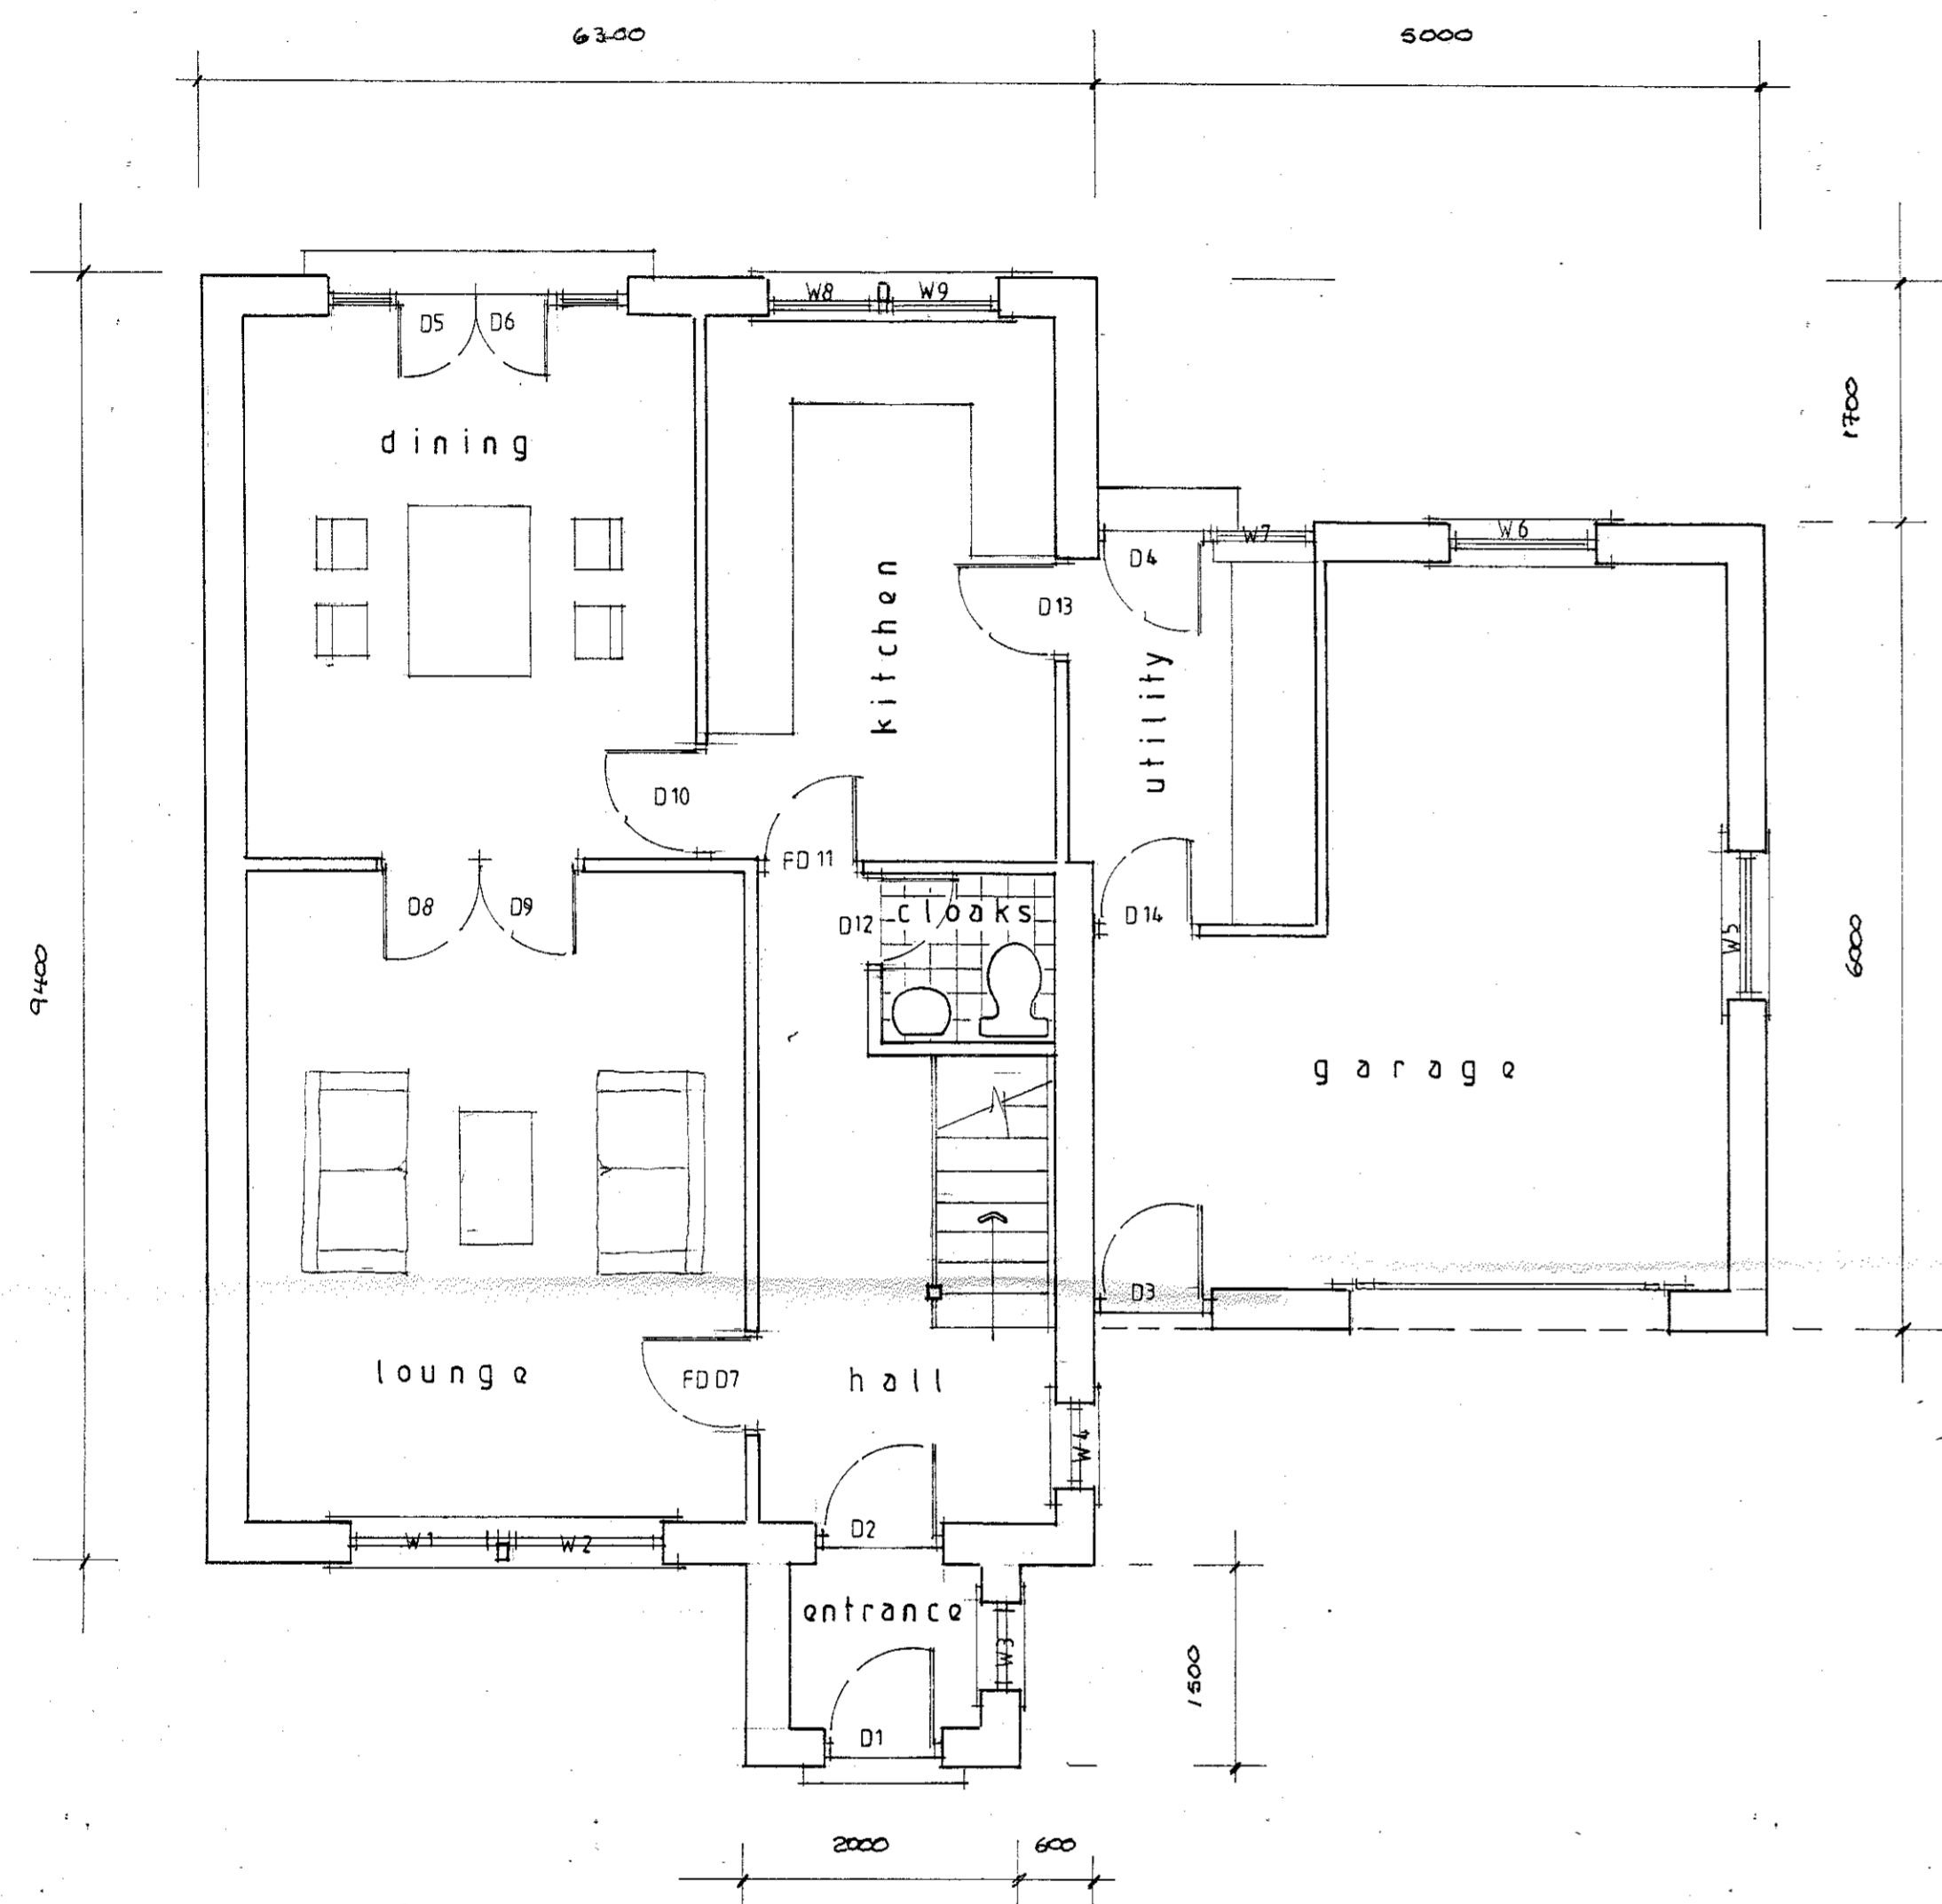 6300 5000
W8 W9
D5 D6
1700
dining
W7 W6
D4
kitchen
D13
utility
D10
FD 11
D8 D9
D12 cloaks D14
W5
9400
6000
garage
D3
lounge FD D7 hall
W4
D2
W1 W2
entrance
W3
1500
D1
2000 600